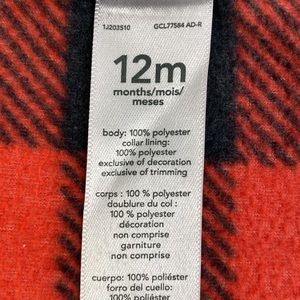 1J203510 GCL77584 AD-R
12m
months/mois/
meses
body: 100% polyester
collar lining:
100% polyester
exclusive of decoration
exclusive of trimming
corps : 100% polyester
doublure du col :
100% polyester
décoration
non comprise
garniture
non comprise
cuerpo: 100% poliéster
forro del cuello:
100% poliéster